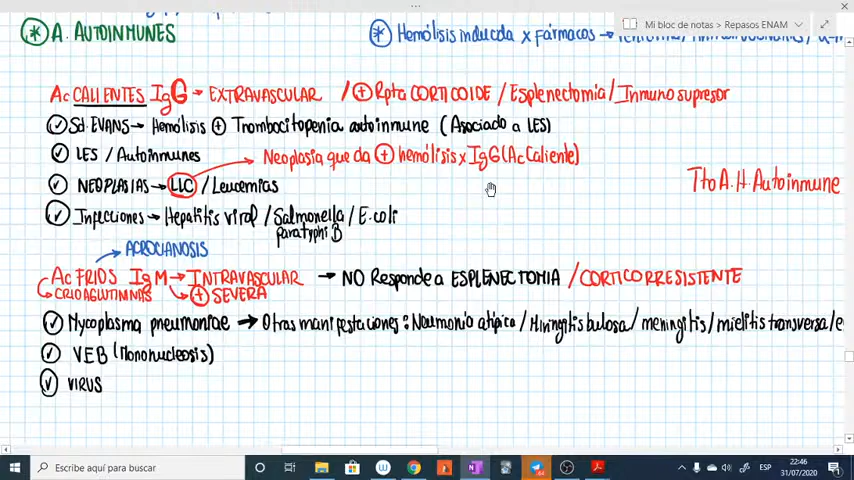 Mi bloc de notas » Repasos ENAM
* A. AUTOINMUNES
* Hemólisis inducida x fármacos →
Ac CALIENTES IgG → EXTRAVASCULAR / + Rpta CORTICOIDE / Esplenectomia / Inmuno supresor
Sd. EVANS → Hemólisis + Trombocitopenia autoinmune (Asociado a LES)
LES / Autoinmunes
Neoplasia que da + hemólisis x IgG (Ac Caliente)
NEOPLASIAS → LLC / Leucemias
Tto A.H. Autoinmune
Infecciones → Hepatitis viral / Salmonella / E. coli
paratyphi B
ACROCIANOSIS
Ac FRIOS IgM → INTRAVASCULAR → NO Responde a ESPLENECTOMIA / CORTICORRESISTENTE
CRIOAGLUTININAS + SEVERA
Mycoplasma pneumoniae → Otras manifestaciones: Neumonia atipica / Miringitis bulosa / meningitis / mielitis transversa / e
VEB (Mononucleosis)
VIRUS
Escribe aquí para buscar
ESP
22:46
31/07/2020